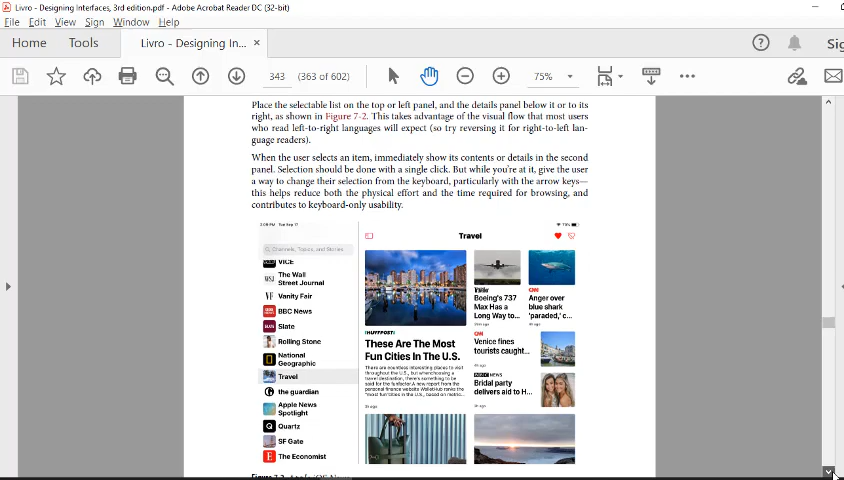 Livro - Designing Interfaces, 3rd edition.pdf - Adobe Acrobat Reader DC (32-bit)
File Edit View Sign Window Help
Home Tools Livro - Designing In... ×
343 (363 of 602) 75%
Place the selectable list on the top or left panel, and the details panel below it or to its
right, as shown in Figure 7-2. This takes advantage of the visual flow that most users
who read left-to-right languages will expect (so try reversing it for right-to-left lan-
guage readers).
When the user selects an item, immediately show its contents or details in the second
panel. Selection should be done with a single click. But while you're at it, give the user
a way to change their selection from the keyboard, particularly with the arrow keys—
this helps reduce both the physical effort and the time required for browsing, and
contributes to keyboard-only usability.
Travel
Channels, Topics, and Stories
VICE
The Wall
Street Journal
Vanity Fair
BBC News
Slate
Rolling Stone
National
Geographic
Travel
the guardian
Apple News
Spotlight
Quartz
SF Gate
The Economist
HUFFPOST
These Are The Most
Fun Cities In The U.S.
Boeing's 737
Max Has a
Long Way to...
CNN
Anger over
blue shark
'paraded,' c...
CNN
Venice fines
tourists caught...
NEWS
Bridal party
delivers aid to H...